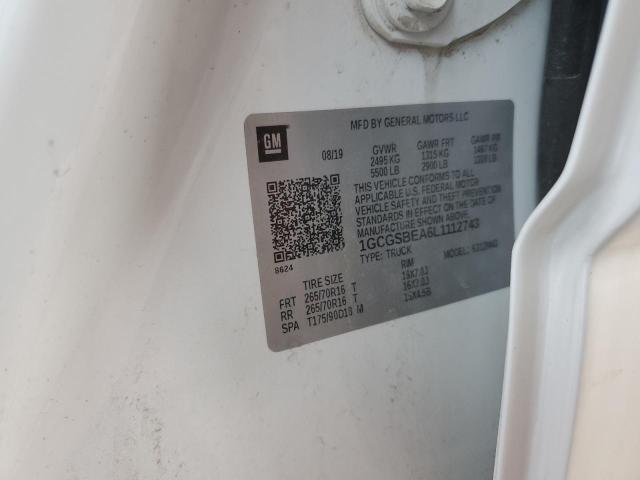 MFD BY GENERAL MOTORS LLC
GM
08/19
GVWR GAWR FRT GAWR RR
2495 KG 1315 KG
5500 LB 2900 LB
THIS VEHICLE CONFORMS TO ALL
APPLICABLE U.S. FEDERAL MOTOR
VEHICLE SAFETY AND THEFT PREVENTION
STANDARDS IN EFFECT ON THE DATE OF
MANUFACTURE SHOWN ABOVE.
1GCGSBEA6L1112743
TYPE: TRUCK MODEL:
8624
TIRE SIZE RIM
FRT 265/70R16 T 16X7.0J
RR 265/70R16 T 16X7.0J
SPA T175/90D18 M